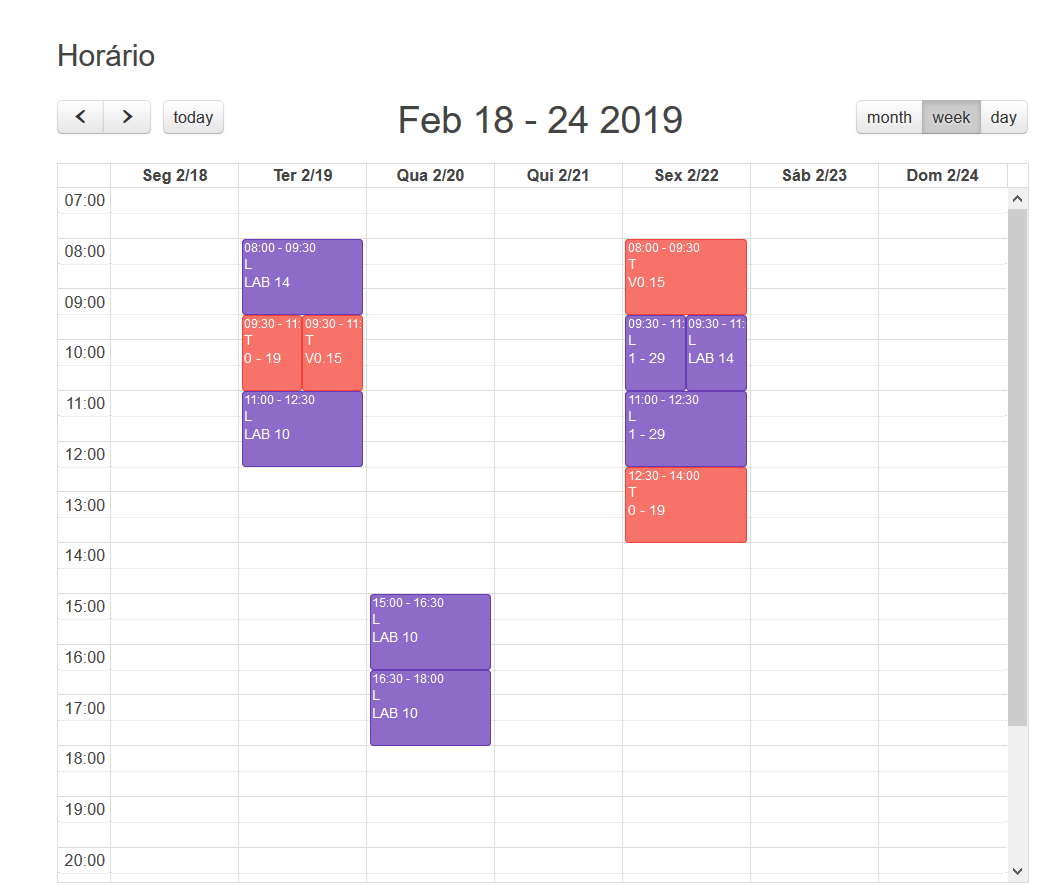 Horário
today
Feb 18 - 24 2019
month week day
Seg 2/18 Ter 2/19 Qua 2/20 Qui 2/21 Sex 2/22 Sáb 2/23 Dom 2/24
07:00
08:00
08:00 - 09:30
L
LAB 14
08:00 - 09:30
T
V0.15
09:00
09:30 - 11:
T
0 - 19
09:30 - 11:
T
V0.15
09:30 - 11:
L
1 - 29
09:30 - 11:
L
LAB 14
10:00
11:00
11:00 - 12:30
L
LAB 10
11:00 - 12:30
L
1 - 29
12:00
12:30 - 14:00
T
0 - 19
13:00
14:00
15:00
15:00 - 16:30
L
LAB 10
16:00
16:30 - 18:00
L
LAB 10
17:00
18:00
19:00
20:00